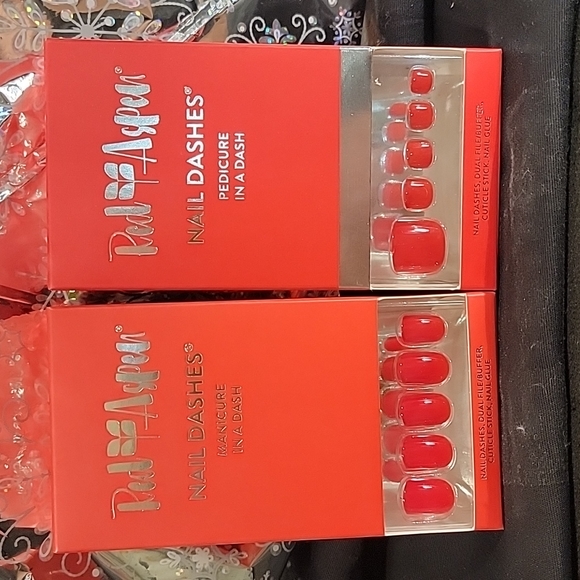 Red Aspen®
NAIL DASHES®
PEDICURE
IN A DASH
NAIL DASHES, DUAL FILE/BUFFER,
CUTICLE STICK, NAIL GLUE
Red Aspen®
NAIL DASHES®
MANICURE
IN A DASH
NAIL DASHES, DUAL FILE/BUFFER,
CUTICLE STICK, NAIL GLUE